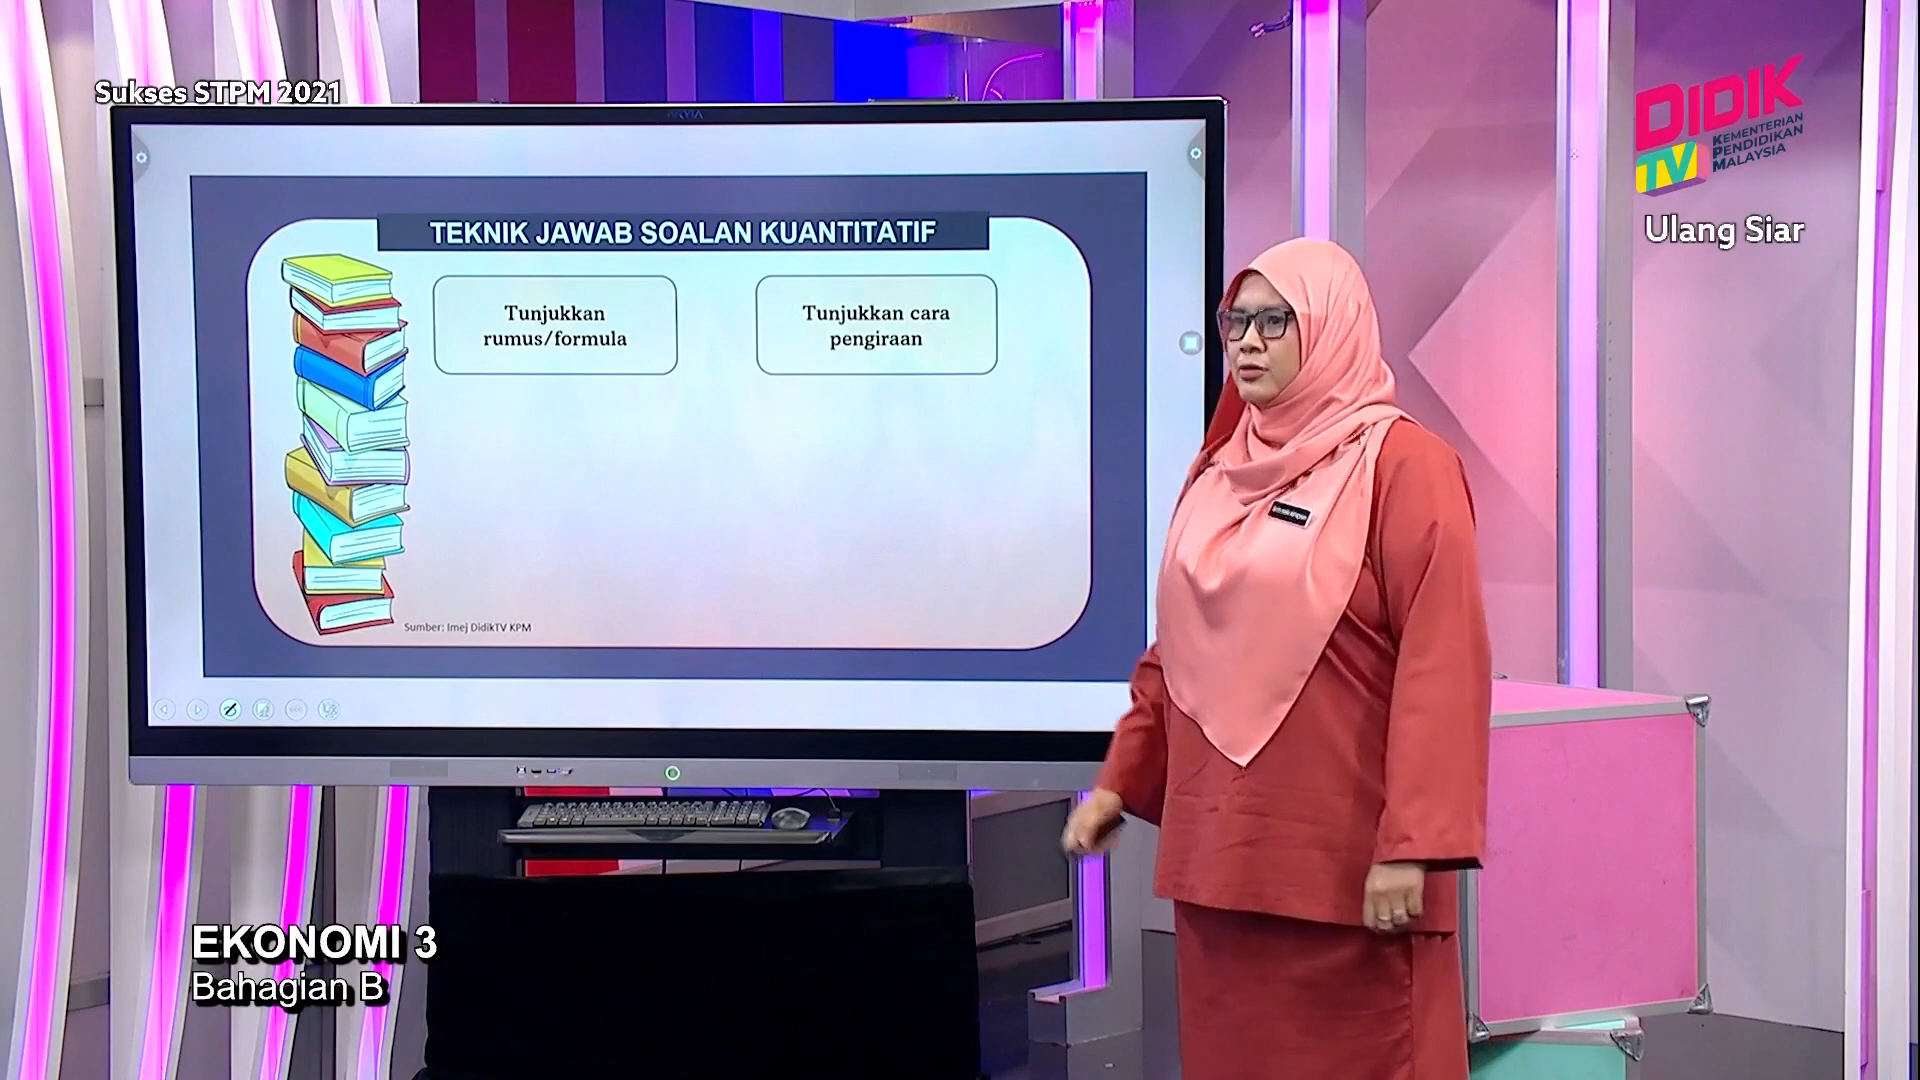 Sukses STPM 2021
DIDIK
TV
KEMENTERIAN
PENDIDIKAN
MALAYSIA
Ulang Siar
TEKNIK JAWAB SOALAN KUANTITATIF
Tunjukkan
rumus/formula
Tunjukkan cara
pengiraan
Sumber: Imej DidikTV KPM
EKONOMI 3
Bahagian B